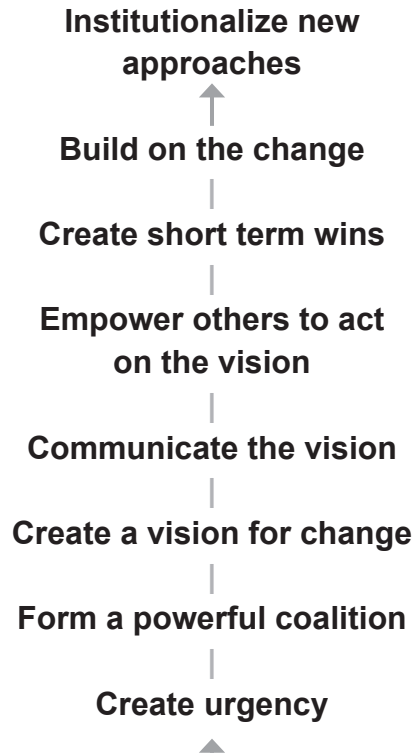 Institutionalize new
approaches
Build on the change
Create short term wins
Empower others to act
on the vision
Communicate the vision
Create a vision for change
Form a powerful coalition
Create urgency